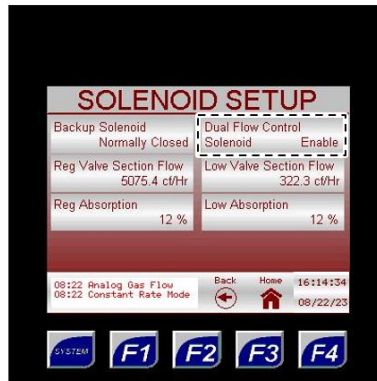 SOLENOID SETUP
Backup Solenoid
Normally Closed
Dual Flow Control
Solenoid Enable
Reg Valve Section Flow
5075.4 cf/Hr
Low Valve Section Flow
322.3 cf/Hr
Reg Absorption
12 %
Low Absorption
12 %
08:22 Analog Gas Flow
08:22 Constant Rate Mode
Back
Home
16:14:34
08/22/23
SYSTEM
F1
F2
F3
F4